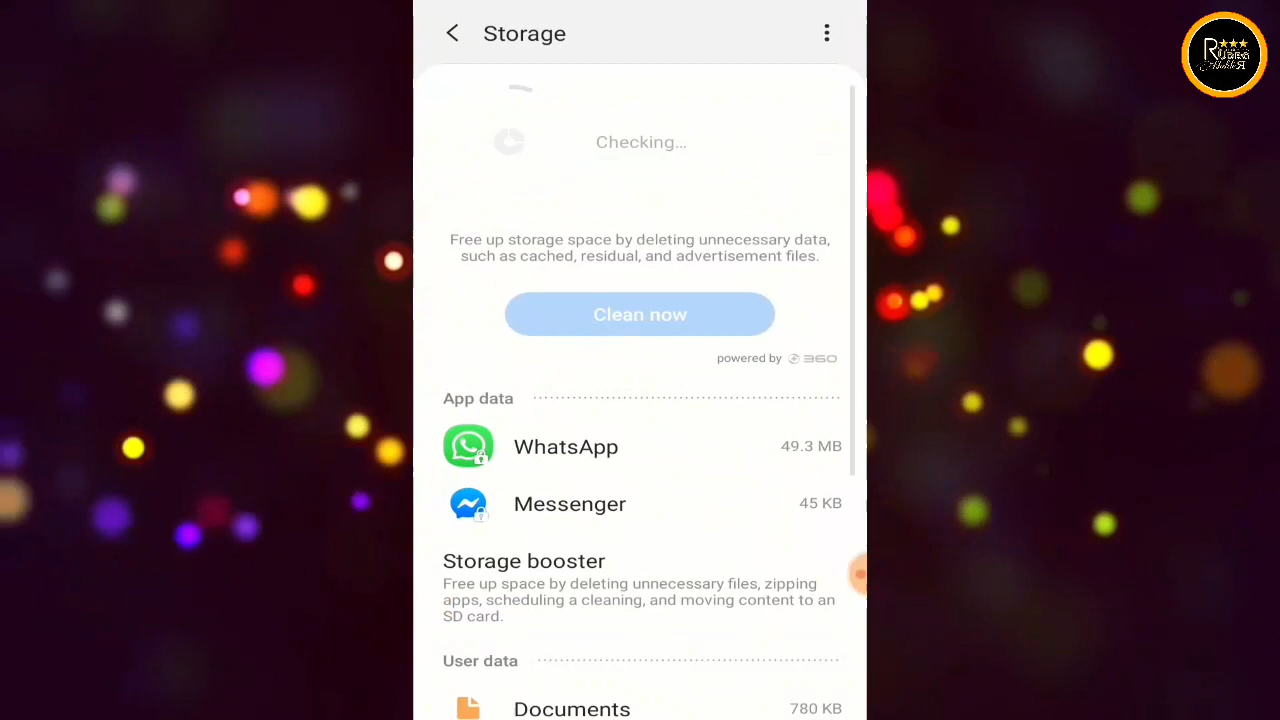 Storage
Checking...
Free up storage space by deleting unnecessary data,
such as cached, residual, and advertisement files.
Clean now
powered by 360
App data
WhatsApp 49.3 MB
Messenger 45 KB
Storage booster
Free up space by deleting unnecessary files, zipping
apps, scheduling a cleaning, and moving content to an
SD card.
User data
Documents 780 KB